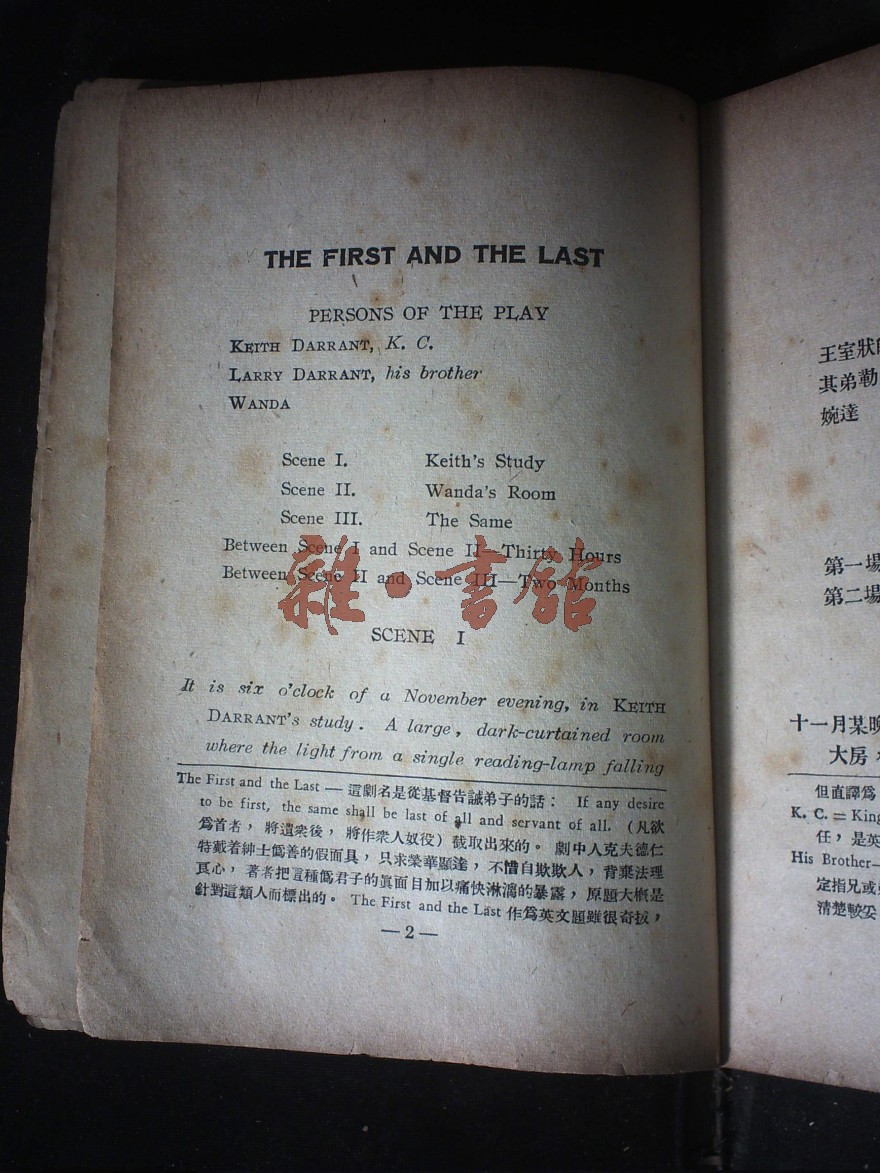 THE FIRST AND THE LAST
PERSONS OF THE PLAY
KEITH DARRANT, K. C.
LARRY DARRANT, his brother
WANDA
Scene I. Keith's Study
Scene II. Wanda's Room
Scene III. The Same
Between Scene I and Scene II—Thirty Hours
Between Scene II and Scene III—Two Months
雜·書館
SCENE I
It is six o'clock of a November evening, in KEITH
DARRANT's study. A large, dark-curtained room
where the light from a single reading-lamp falling
The First and the Last — 這劇名是從基督告誡弟子的話： If any desire
to be first, the same shall be last of all and servant of all. (凡欲
爲首者，將遺衆後，將作衆人奴役) 截取出來的。 劇中人克夫德仁
特戴着紳士僞善的假面具，只求榮華顯達，不惜自欺欺人，背棄法理
良心，著者把這種僞君子的眞面目加以痛快淋漓的暴露，原題大槪是
針對這類人而標出的。 The First and the Last 作爲英文題雖很奇拔，
—2—
王室狀師
其弟勒
婉達
第一場
第二場
十一月某晚
大房
但直譯爲
K. C. = King
任，是英
His Brother—
定指兄或弟
清楚較妥